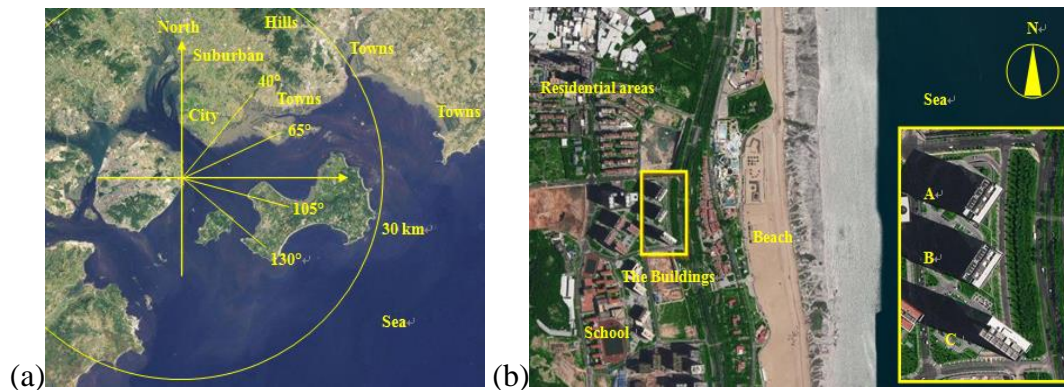 (a)
North
Hills
Towns
Suburban
40°
Towns
City
65°
Towns
105°
30 km
130°
Sea
(b)
N
Residential areas
Sea
A
B
Beach
The Buildings
School
C